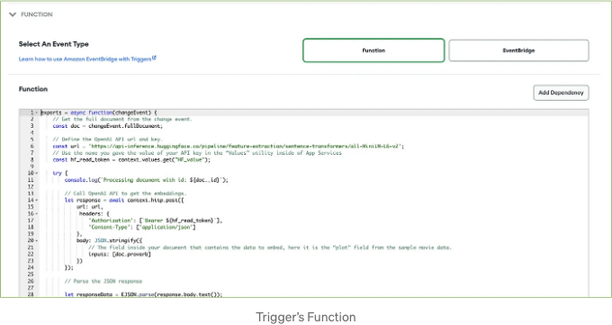 FUNCTION
Select An Event Type
Learn how to use Amazon EventBridge with Triggers
Function
EventBridge
Function
Add Dependency
1 exports = async function(changeEvent) {
2 // Get the full document from the change event.
3 const doc = changeEvent.fullDocument;
4
5 // Define the OpenAI API url and key.
6 const url = "https://api-inference.huggingface.co/pipeline/feature-extraction/sentence-transformers/all-MiniLM-L6-v2";
7 // Use the name you gave the value of your API key in the "Values" utility inside of App Services
8 const hf_read_token = context.values.get("HF_value");
9
10 try {
11 console.log(`Processing document with id: ${doc._id}`);
12
13 // Call OpenAI API to get the embeddings.
14 let response = await context.http.post({
15 url: url,
16 headers: {
17 'Authorization': [`Bearer ${hf_read_token}`],
18 'Content-Type': ['application/json']
19 },
20 body: JSON.stringify({
21 // The field inside your document that contains the data to embed, here it is the "plot" field from the sample-movie data.
22 inputs: [doc.proverb]
23 })
24 });
25
26 // Parse the JSON response
27
28 let responseData = EJSON.parse(response.body.text());
Trigger's Function